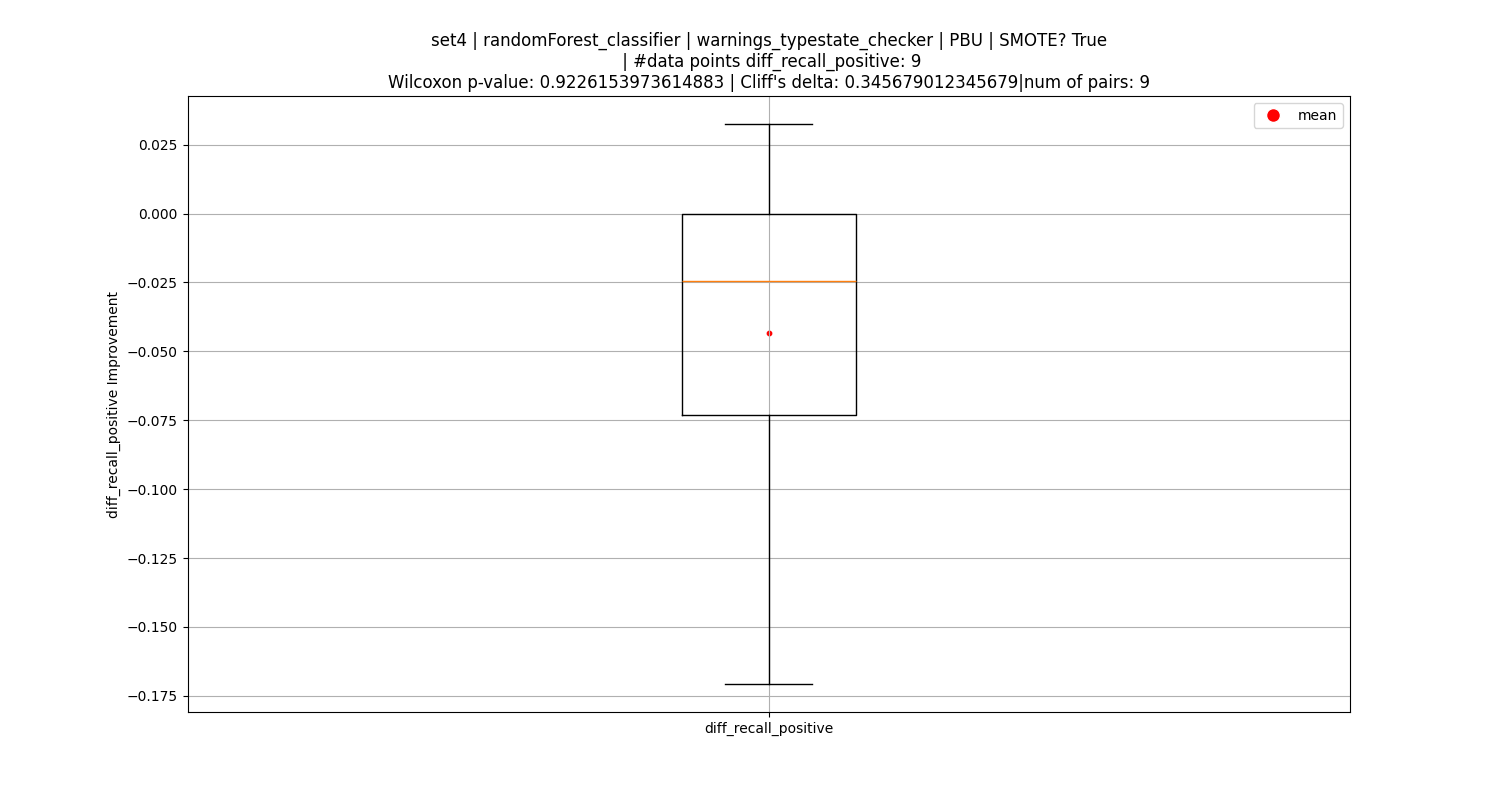 set4 | randomForest_classifier | warnings_typestate_checker | PBU | SMOTE? True
| #data points diff_recall_positive: 9
Wilcoxon p-value: 0.9226153973614883 | Cliff's delta: 0.345679012345679|num of pairs: 9
mean
0.025
0.000
−0.025
−0.050
−0.075
−0.100
−0.125
−0.150
−0.175
diff_recall_positive Improvement
diff_recall_positive